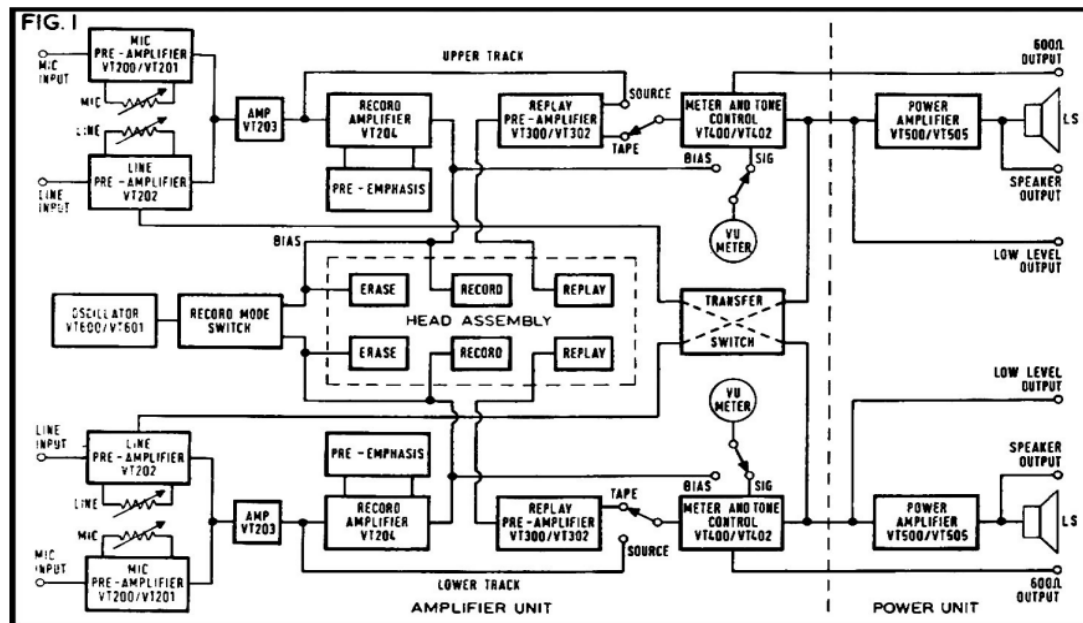 FIG. 1
MIC
PRE-AMPLIFIER
VT200/VT201
MIC
INPUT
MIC
LINE
LINE
PRE-AMPLIFIER
VT202
LINE
INPUT
AMP
VT203
UPPER TRACK
RECORD
AMPLIFIER
VT204
PRE-EMPHASIS
REPLAY
PRE-AMPLIFIER
VT300/VT302
SOURCE
TAPE
METER AND TONE
CONTROL
VT400/VT402
BIAS
SIG
VU
METER
600Ω
OUTPUT
POWER
AMPLIFIER
VT500/VT505
LS
SPEAKER
OUTPUT
LOW LEVEL
OUTPUT
BIAS
OSCILLATOR
VT600/VT601
RECORD MODE
SWITCH
ERASE
RECORD
REPLAY
HEAD ASSEMBLY
ERASE
RECORD
REPLAY
TRANSFER
SWITCH
LINE
INPUT
LINE
PRE-AMPLIFIER
VT202
LINE
MIC
MIC
INPUT
MIC
PRE-AMPLIFIER
VT200/V1201
AMP
VT203
PRE-EMPHASIS
RECORD
AMPLIFIER
VT204
REPLAY
PRE-AMPLIFIER
VT300/VT302
TAPE
SOURCE
VU
METER
BIAS
SIG
METER AND TONE
CONTROL
VT400/VT402
LOW LEVEL
OUTPUT
SPEAKER
OUTPUT
POWER
AMPLIFIER
VT500/VT505
LS
600Ω
OUTPUT
LOWER TRACK
AMPLIFIER UNIT
POWER UNIT